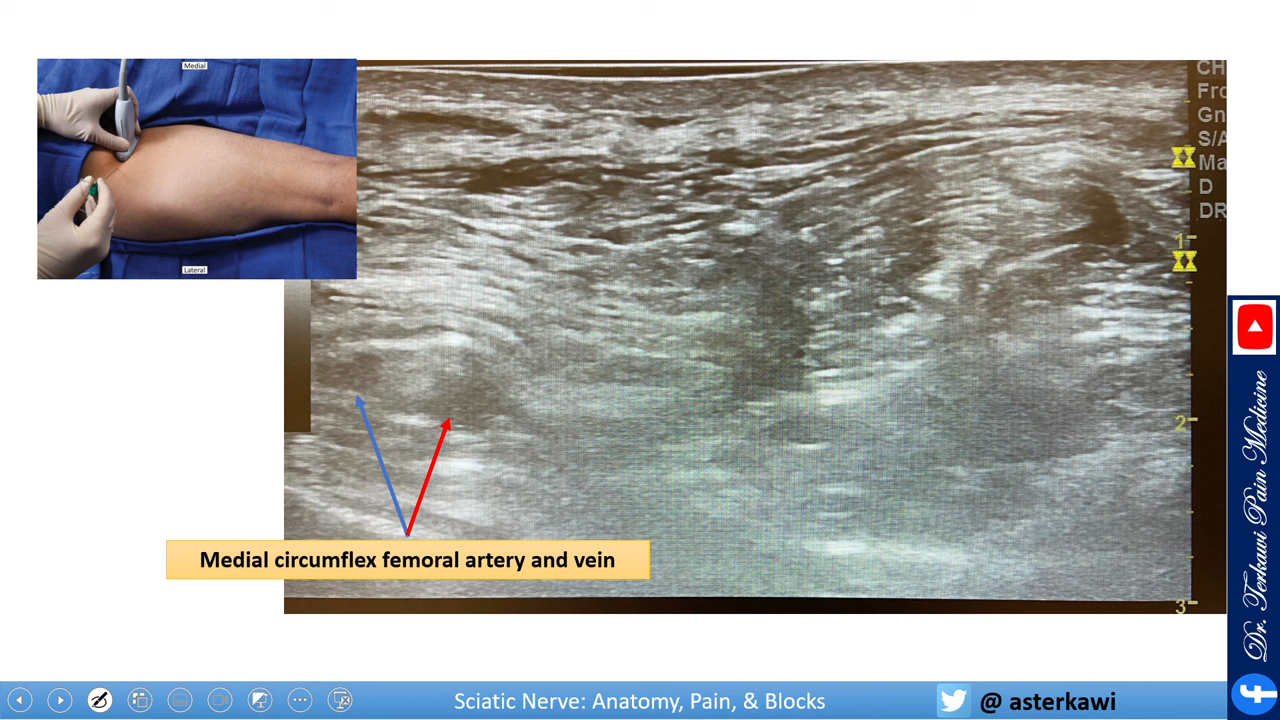 Medial
Lateral
CH
Frc
Gn
S/A
Ma
D
DR
1
2
3
Medial circumflex femoral artery and vein
Sciatic Nerve: Anatomy, Pain, & Blocks
@ asterkawi
Dr. Terkawi Pain Medicine